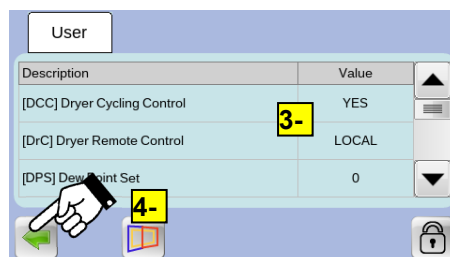 User
Description Value
[DCC] Dryer Cycling Control YES
3-
[DrC] Dryer Remote Control LOCAL
[DPS] Dew Point Set 0
4-